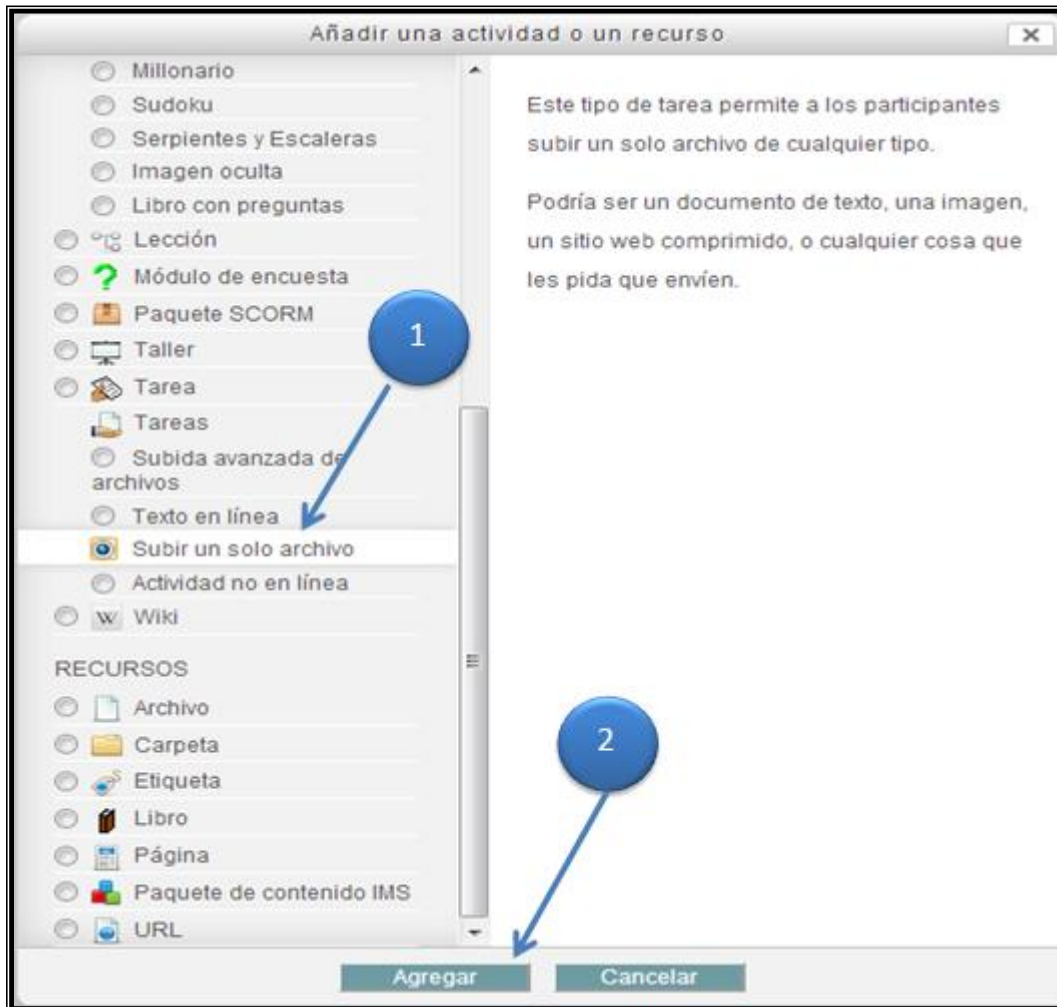 Añadir una actividad o un recurso
Millonario
Sudoku
Serpientes y Escaleras
Imagen oculta
Libro con preguntas
Lección
Módulo de encuesta
Paquete SCORM
Taller
Tarea
Tareas
Subida avanzada de
archivos
Texto en línea
Subir un solo archivo
Actividad no en línea
Wiki
RECURSOS
Archivo
Carpeta
Etiqueta
Libro
Página
Paquete de contenido IMS
URL
Este tipo de tarea permite a los participantes
subir un solo archivo de cualquier tipo.
Podría ser un documento de texto, una imagen,
un sitio web comprimido, o cualquier cosa que
les pida que envíen.
1
2
Agregar
Cancelar